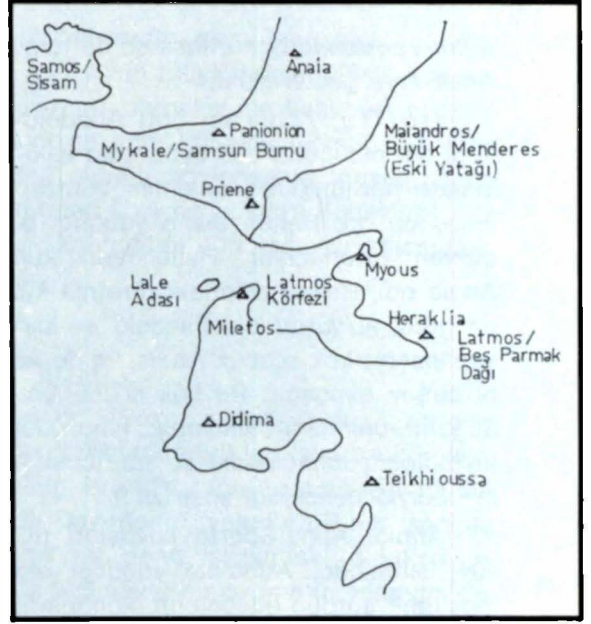 Samos/
Sisam
Anaia
Panionion
Mykale/Samsun Burnu
Maiandros/
Büyük Menderes
(Eski Yatağı)
Priene
Myous
Lale
Adası
Latmos
Körfezi
Miletos
Heraklia
Latmos/
Beş Parmak
Dağı
Didima
Teikhioussa